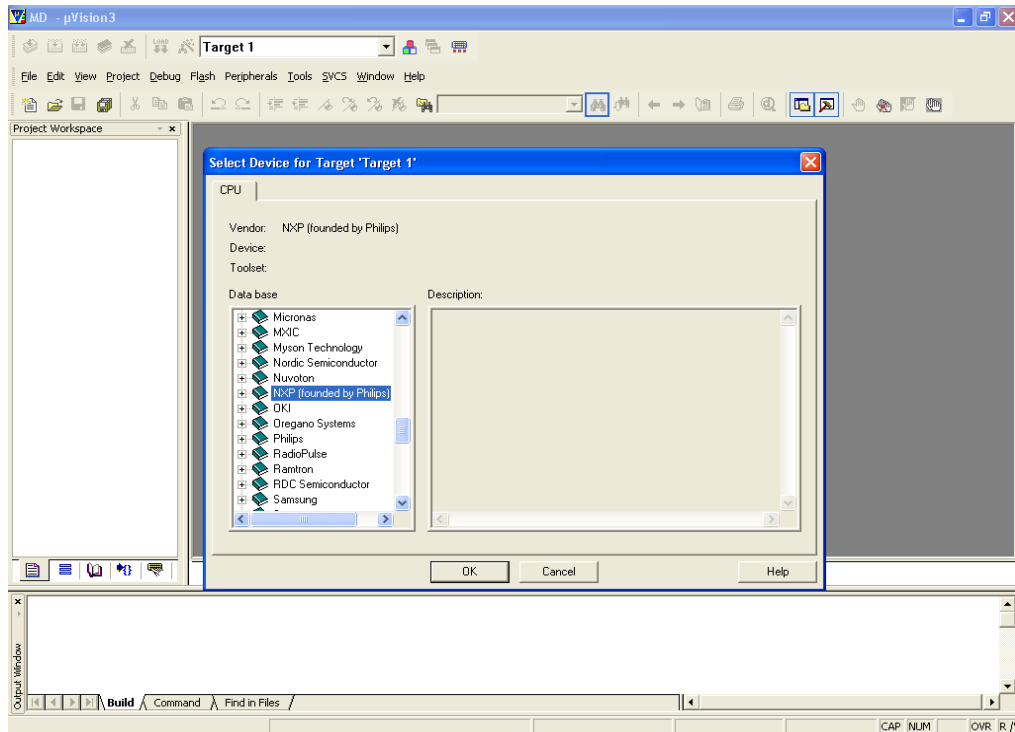 MD - µVision3
Target 1
File Edit View Project Debug Flash Peripherals Tools SVCS Window Help
Project Workspace
Select Device for Target 'Target 1'
CPU
Vendor: NXP (founded by Philips)
Device:
Toolset:
Data base Description:
Micronas
MXIC
Myson Technology
Nordic Semiconductor
Nuvoton
NXP (founded by Philips)
OKI
Oregano Systems
Philips
RadioPulse
Ramtron
RDC Semiconductor
Samsung
OK Cancel Help
Output Window
Build Command Find in Files
CAP NUM OVR R /